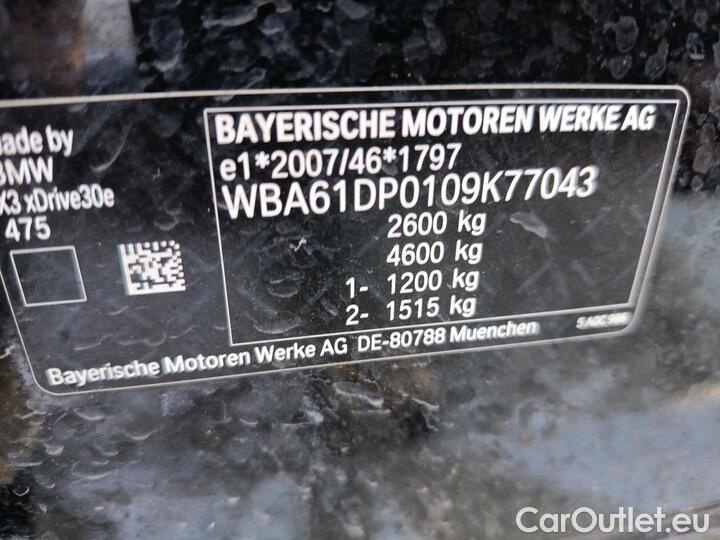 made by
BMW
X3 xDrive30e
475
BAYERISCHE MOTOREN WERKE AG
e1*2007/46*1797
WBA61DP0109K77043
2600 kg
4600 kg
1- 1200 kg
2- 1515 kg
Bayerische Motoren Werke AG DE-80788 Muenchen
CarOutlet.eu